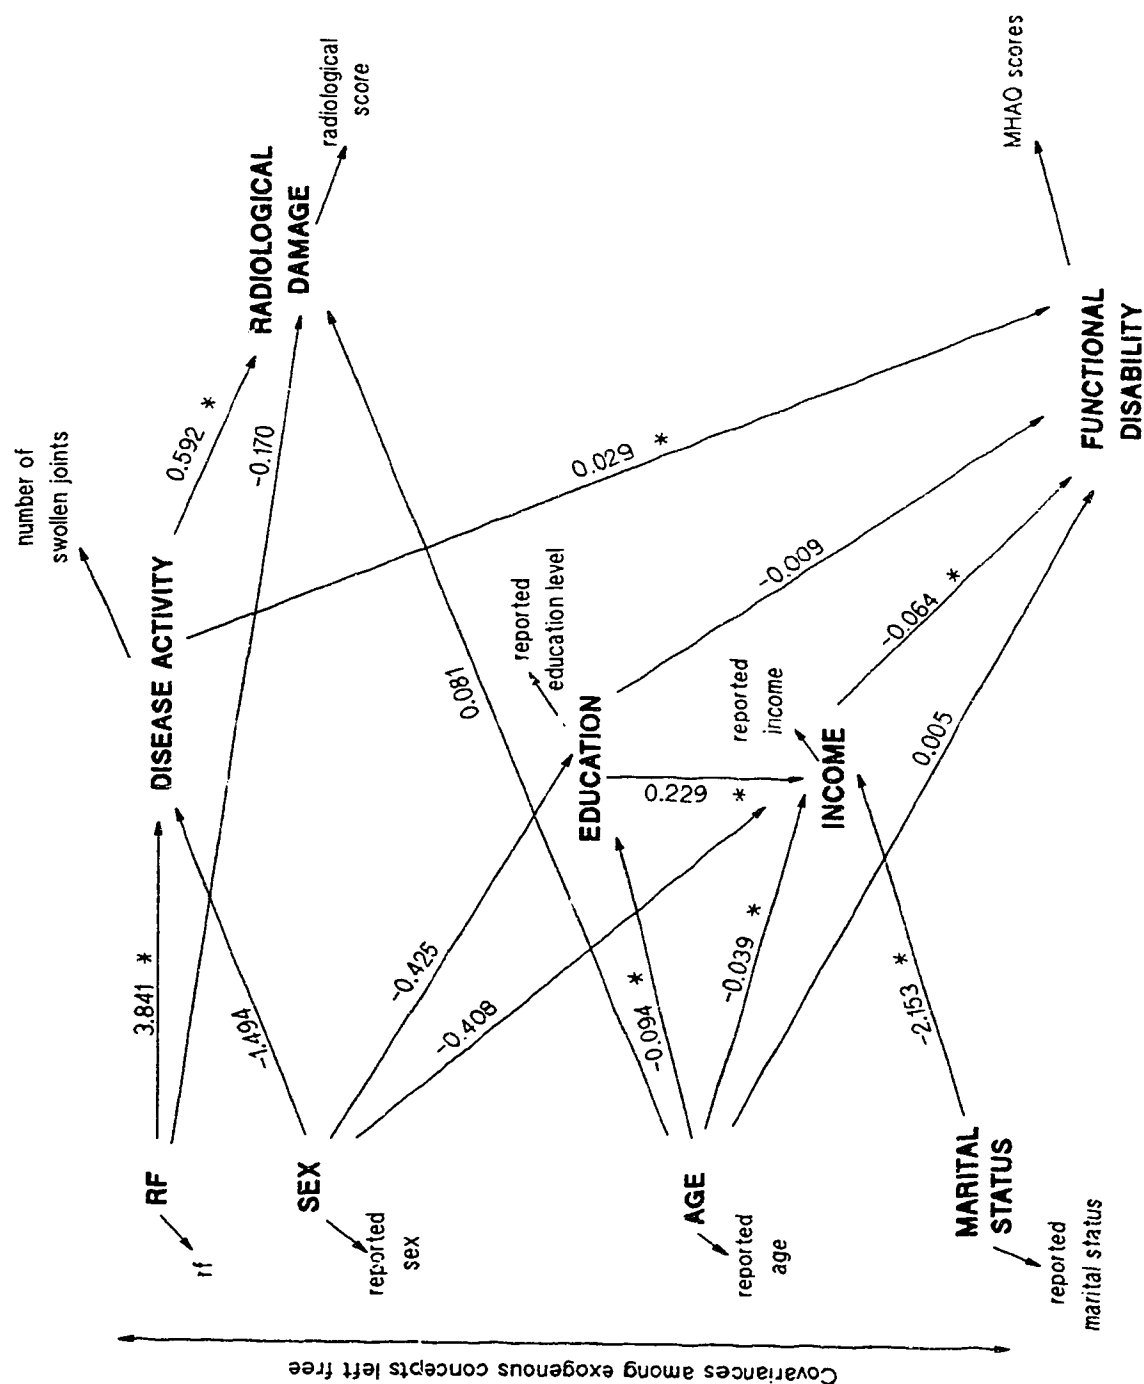 number of
swollen joints
RADIOLOGICAL
DAMAGE
radiological
score
0.592 *
-0.170
DISEASE ACTIVITY
RF
rf
3.841 *
-1.494
SEX
reported
sex
-0.425
-0.408
0.081
0.029 *
reported
education level
EDUCATION
0.229 *
-0.009
reported
income
INCOME
-0.064 *
AGE
reported
age
-0.094 *
-0.039 *
0.005
MARITAL
STATUS
reported
marital status
-2.153 *
FUNCTIONAL
DISABILITY
MHAQ scores
Covariances among exogenous concepts left free